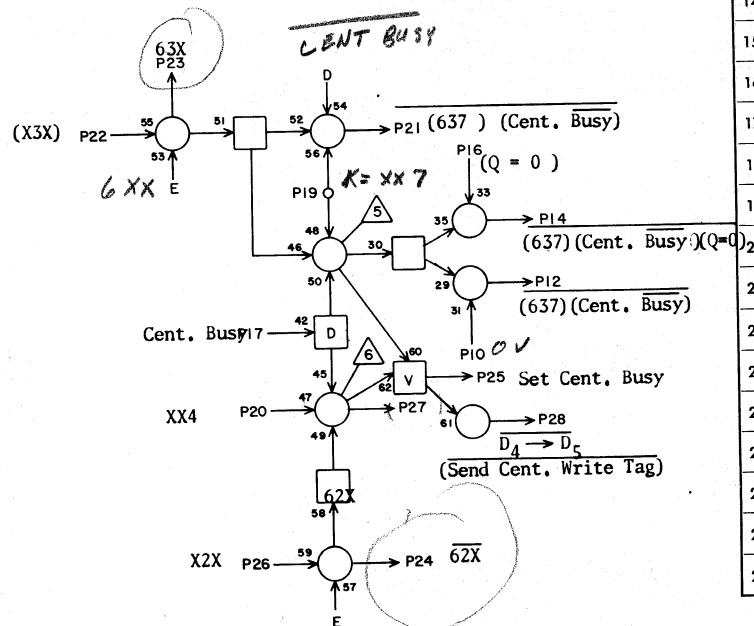 CENT BUSY
63X
P23
D
54
55
51
52
(X3X)
P22
P21
(637 ) (Cent. Busy)
53
56
P16
(Q = 0 )
6XX
E
P19
K= XX7
33
5
48
35
P14
46
30
(637)(Cent. Busy)(Q=0)
50
29
P12
(637)(Cent. Busy)
31
Cent. Busy
P17
42
D
P10
0V
6
60
45
62
V
P25
Set Cent. Busy
XX4
P20
47
P27
61
P28
49
D4 → D5
(Send Cent. Write Tag)
62X
58
X2X
P26
59
P24
62X
57
E